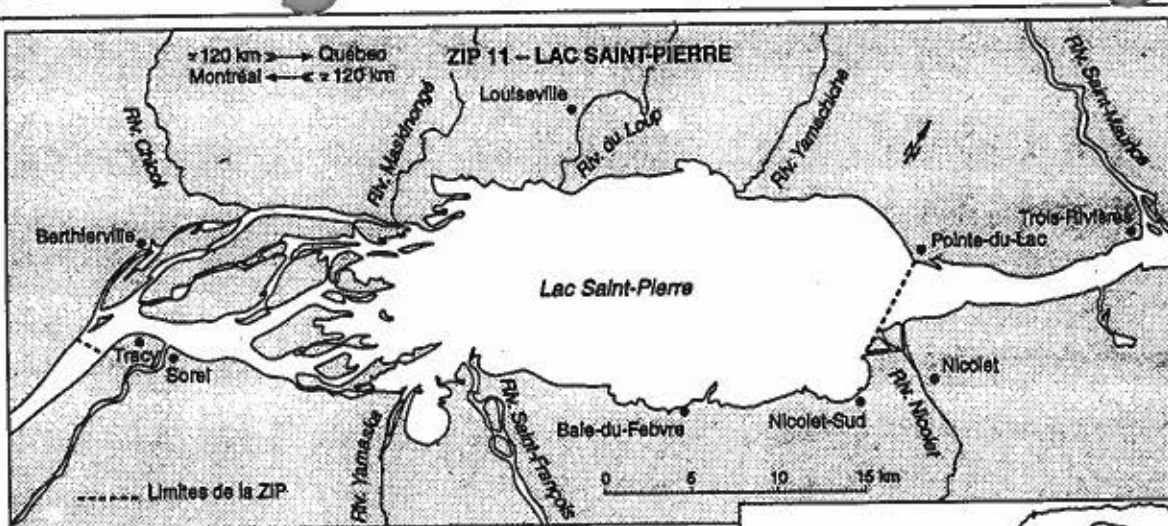 ≈120 km → Québec
Montréal ← ≈120 km
ZIP 11 – LAC SAINT-PIERRE
Louiseville
Riv. Chicot
Riv. Maskinongé
Riv. du Loup
Riv. Yamachiche
Riv. Saint-Maurice
Berthierville
Trois-Rivières
Pointe-du-Lac
Lac Saint-Pierre
Tracy
Sorel
Nicolet
Riv. Yamaska
Riv. Saint-François
Baie-du-Febvre
Nicolet-Sud
Riv. Nicolet
0 5 10 15 km
Limites de la ZIP